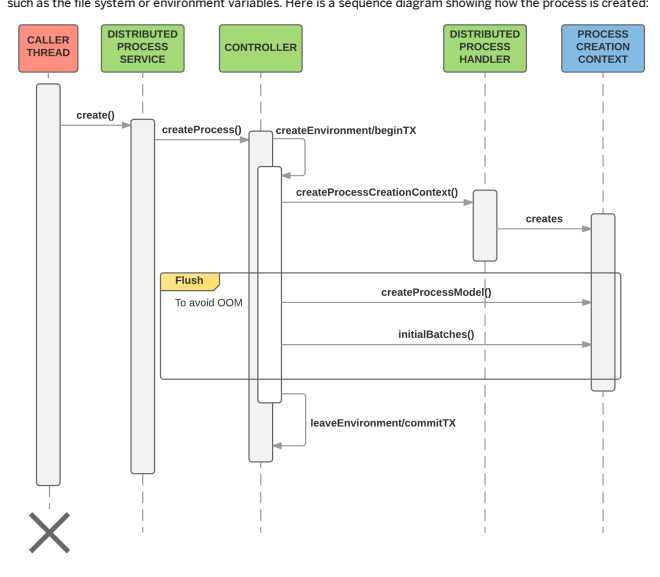 such as the file system or environment variables. Here is a sequence diagram showing how the process is created:
CALLER
THREAD
DISTRIBUTED
PROCESS
SERVICE
CONTROLLER
DISTRIBUTED
PROCESS
HANDLER
PROCESS
CREATION
CONTEXT
create()
createProcess()
createEnvironment/beginTX
createProcessCreationContext()
creates
Flush
To avoid OOM
createProcessModel()
initialBatches()
leaveEnvironment/commitTX